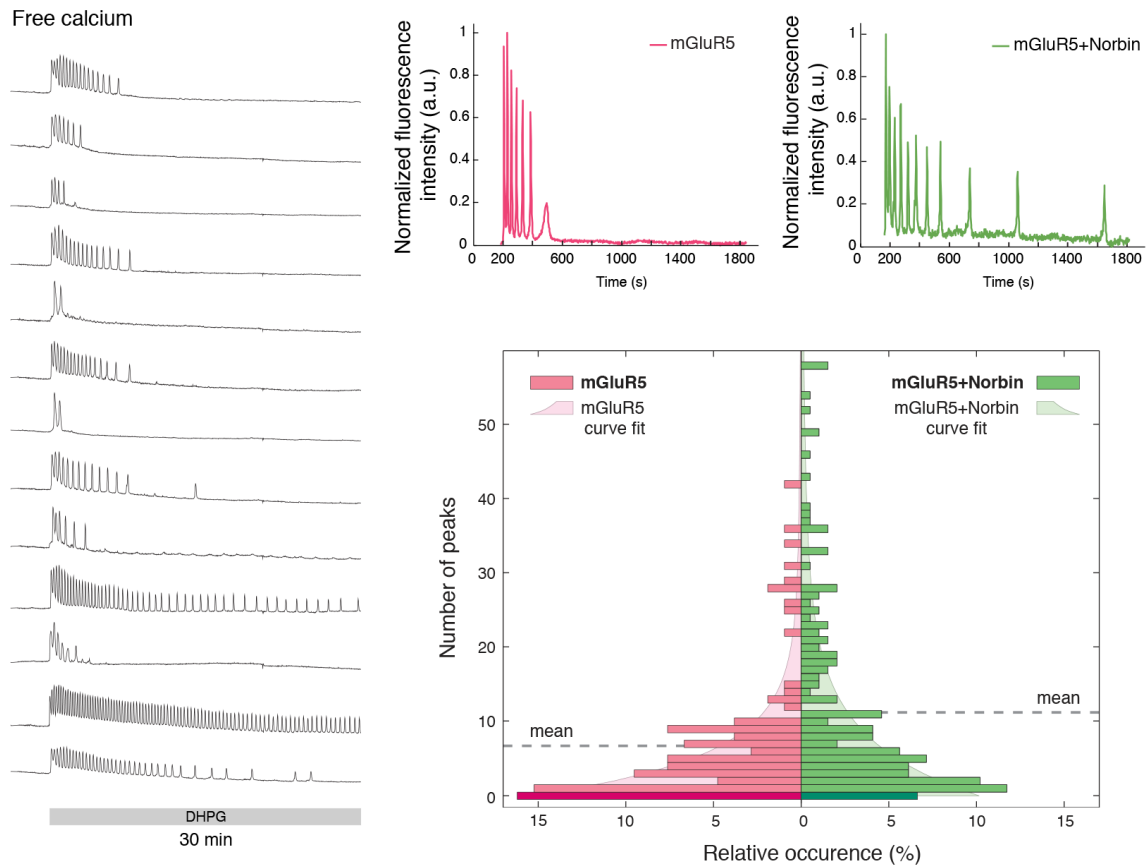 Free calcium
DHPG
30 min
Normalized fluorescence
intensity (a.u.)
1
0.8
0.6
0.4
0.2
0
mGluR5
200 600 1000 1400 1800
Time (s)
Normalized fluorescence
intensity (a.u.)
1
0.8
0.6
0.4
0.2
0
mGluR5+Norbin
200 600 1000 1400 1800
Time (s)
mGluR5
mGluR5
curve fit
mGluR5+Norbin
mGluR5+Norbin
curve fit
Number of peaks
50
40
30
20
10
0
mean
mean
15 10 5 0 0 5 10 15
Relative occurence (%)